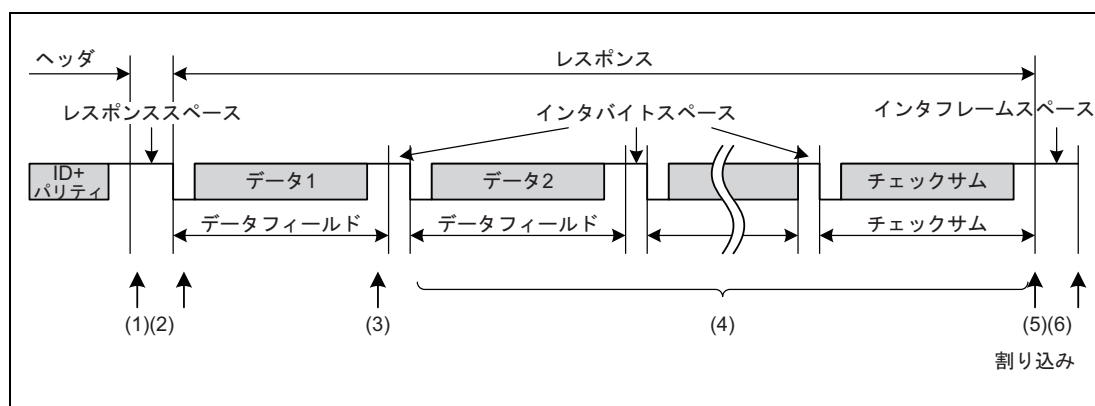 ヘッダ
レスポンス
レスポンススペース
インタバイトスペース
インタフレームスペース
ID+
パリティ
データ1
データ2
チェックサム
データフィールド
データフィールド
チェックサム
(1)(2)
(3)
(4)
(5)(6)
割り込み